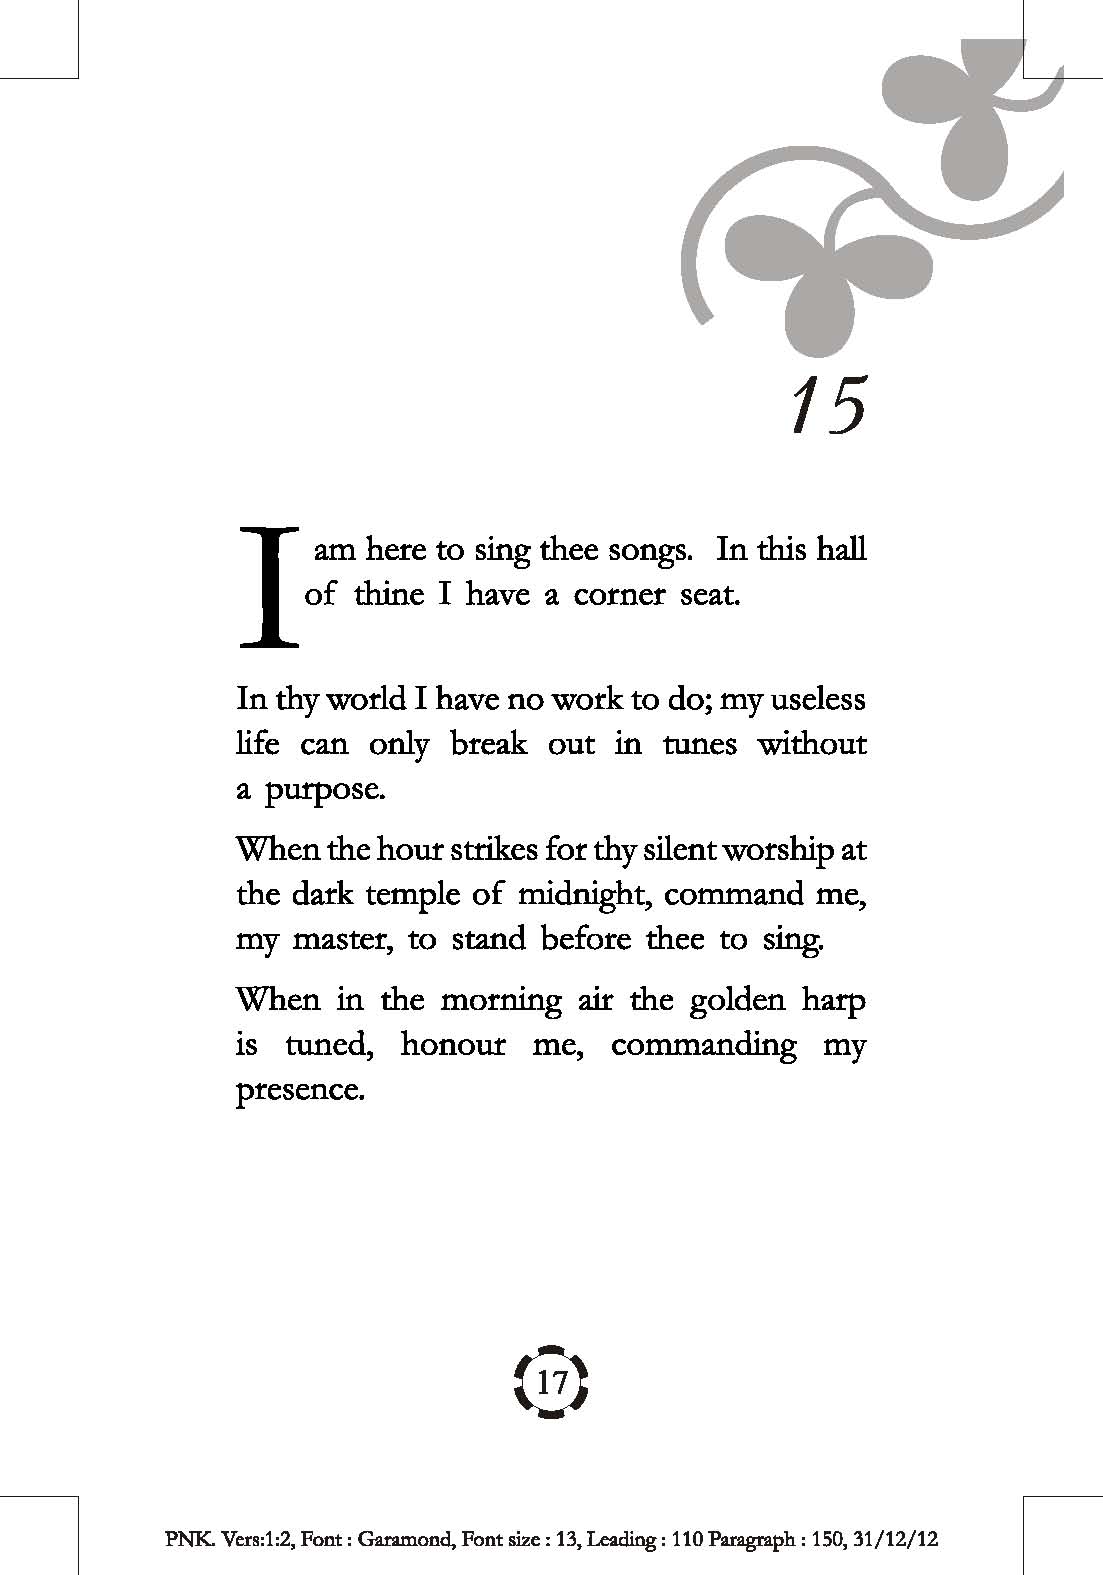 15
I am here to sing thee songs. In this hall
of thine I have a corner seat.
In thy world I have no work to do; my useless
life can only break out in tunes without
a purpose.
When the hour strikes for thy silent worship at
the dark temple of midnight, command me,
my master, to stand before thee to sing.
When in the morning air the golden harp
is tuned, honour me, commanding my
presence.
17
PNK. Vers:1:2, Font : Garamond, Font size : 13, Leading : 110 Paragraph : 150, 31/12/12